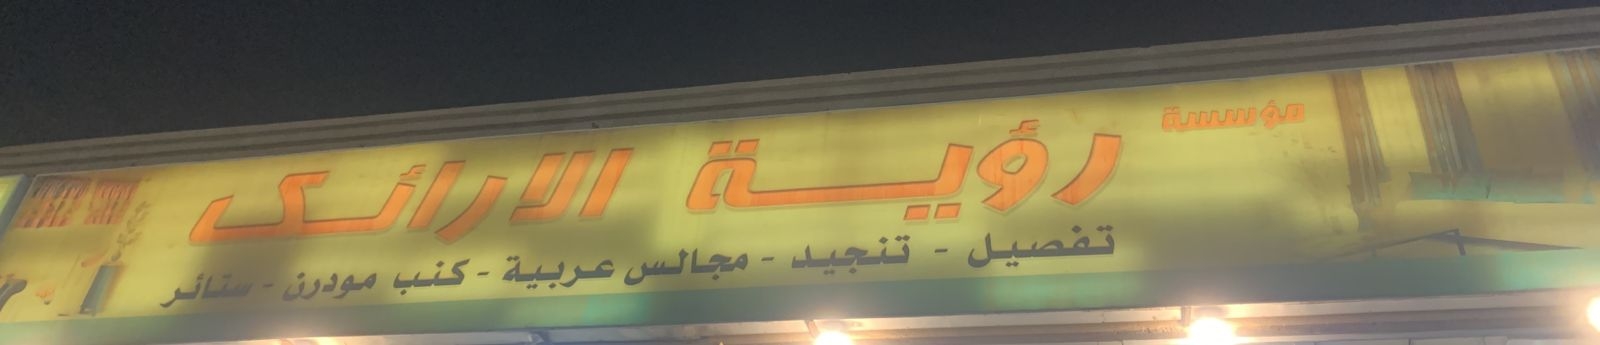 مؤسسة
رؤية الارائك
تفصيل - تنجيد - مجالس عربية - كنب مودرن - ستائر